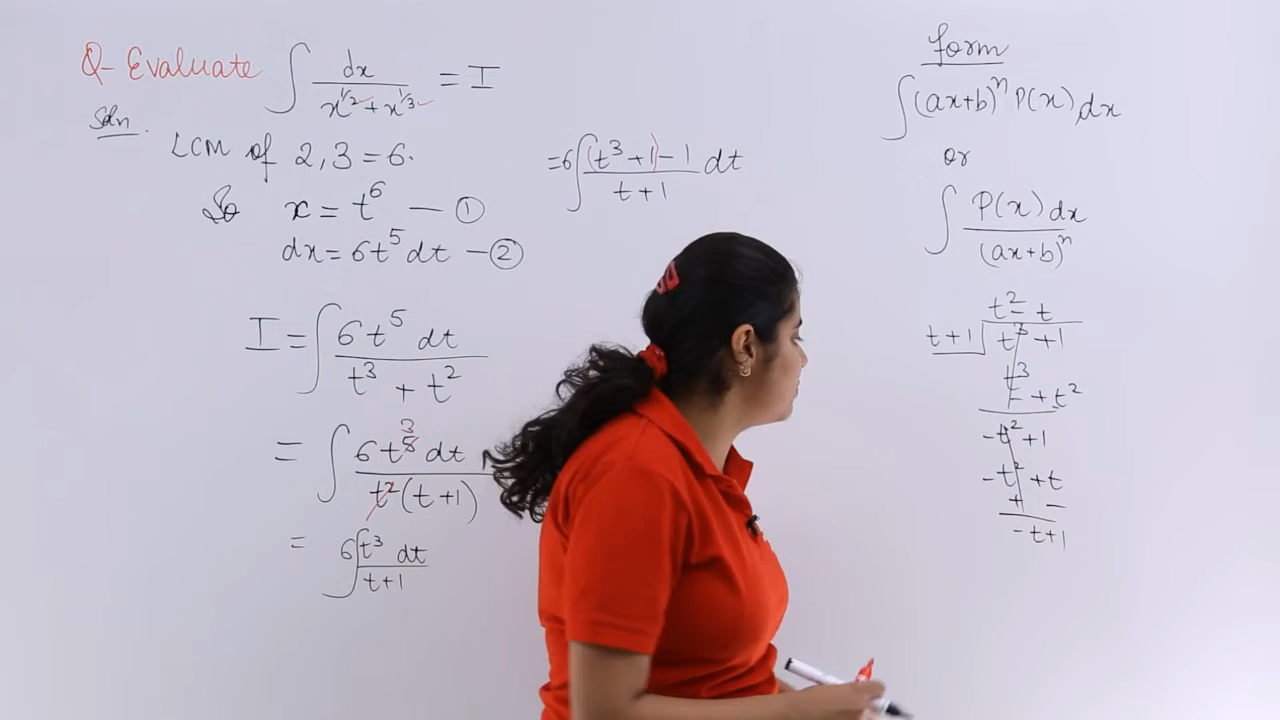 Q- Evaluate ∫ dx / (x^1/2 + x^1/3) = I
Soln.
LCM of 2, 3 = 6.
So x = t^6 — ①
dx = 6t^5 dt — ②
I = ∫ 6t^5 dt / (t^3 + t^2)
= ∫ 6t^5 3 dt / t^2(t+1)
= 6∫ t^3 dt / (t+1)
= 6∫ (t^3 + 1) - 1 dt / (t+1)
form
∫ (ax+b)^n P(x) dx
or
∫ P(x) dx / (ax+b)^n
t^2 - t
t+1 ) t^3 + 1
t^3 + t^2
- -
-t^2 + 1
-t^2 + t
+ -
-t+1